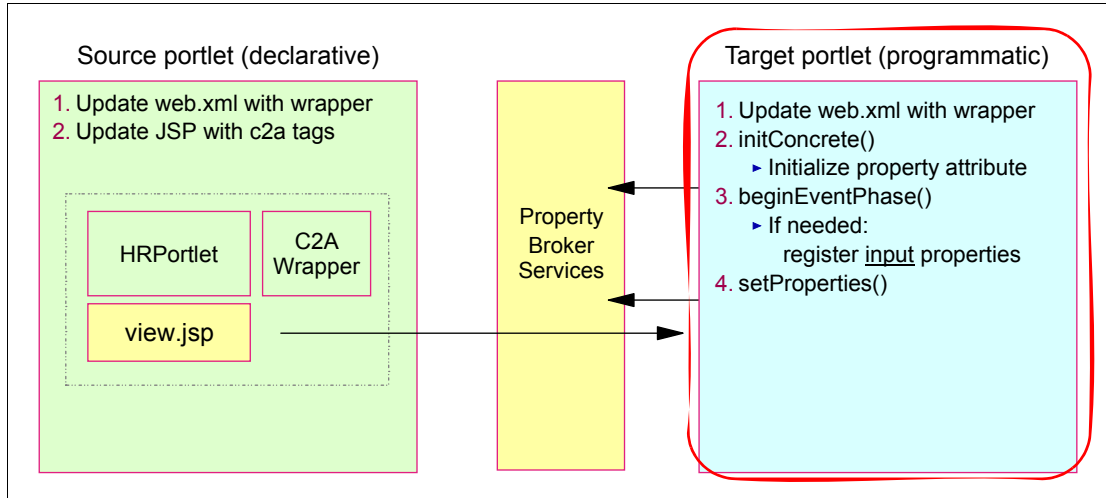 Source portlet (declarative)
1. Update web.xml with wrapper
2. Update JSP with c2a tags
HRPortlet
C2A
Wrapper
view.jsp
Property
Broker
Services
Target portlet (programmatic)
1. Update web.xml with wrapper
2. initConcrete()
► Initialize property attribute
3. beginEventPhase()
► If needed:
register input properties
4. setProperties()